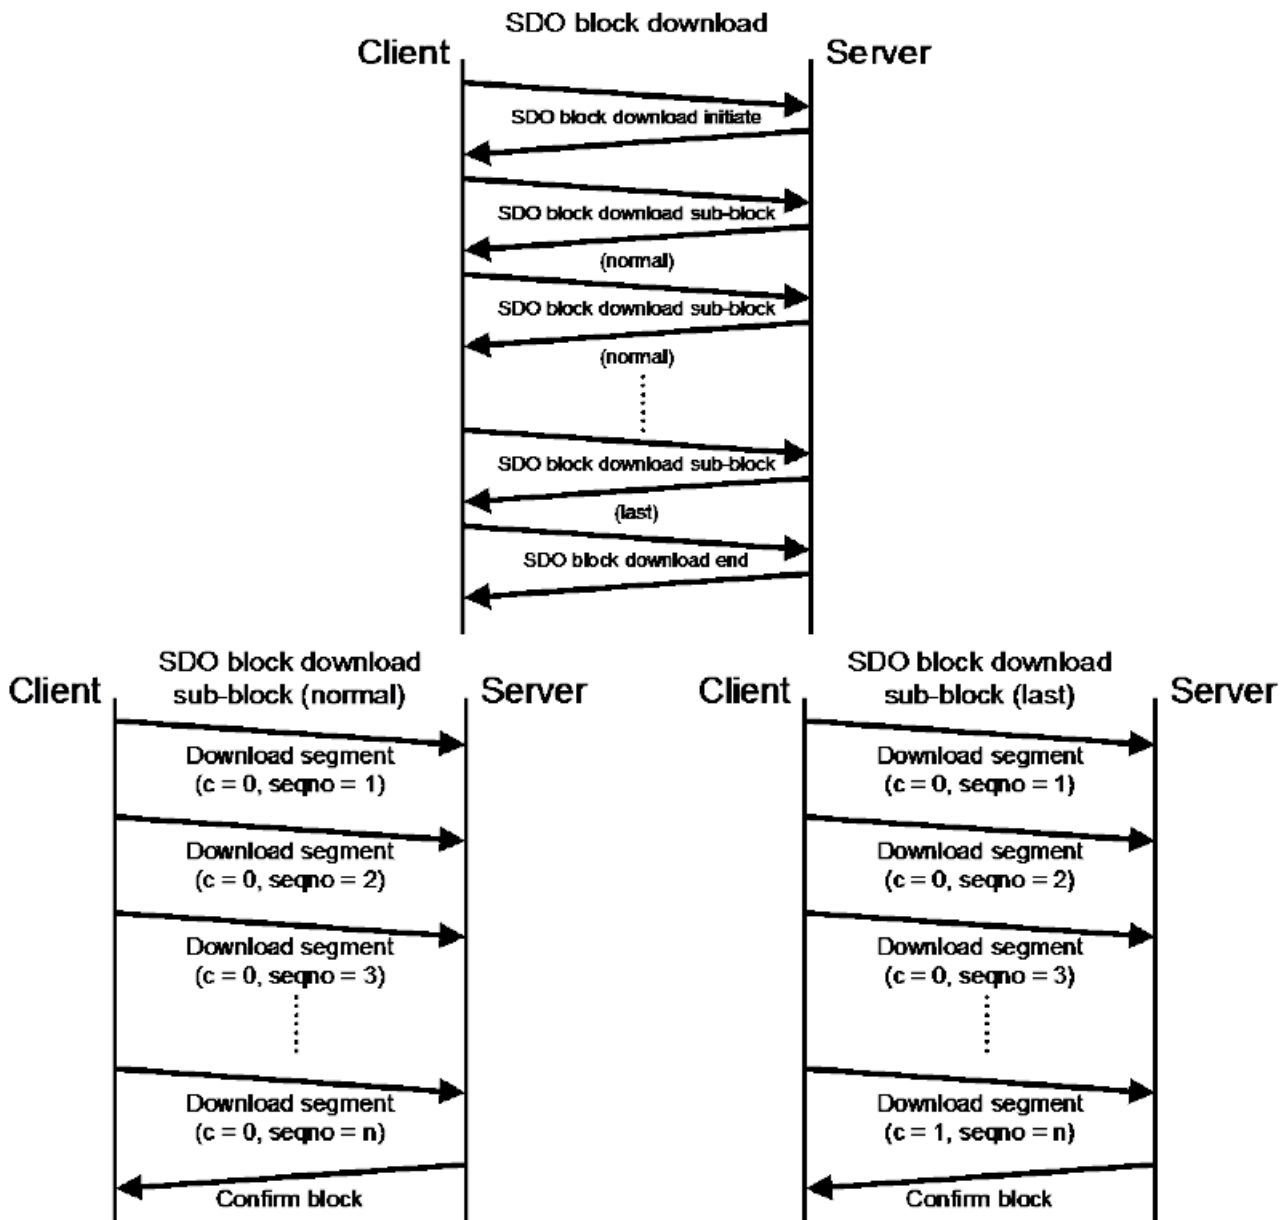 SDO block download
Client
Server
SDO block download initiate
SDO block download sub-block
(normal)
SDO block download sub-block
(normal)
SDO block download sub-block
(last)
SDO block download end
SDO block download
sub-block (normal)
Client
Server
Download segment
(c = 0, seqno = 1)
Download segment
(c = 0, seqno = 2)
Download segment
(c = 0, seqno = 3)
Download segment
(c = 0, seqno = n)
Confirm block
SDO block download
sub-block (last)
Client
Server
Download segment
(c = 0, seqno = 1)
Download segment
(c = 0, seqno = 2)
Download segment
(c = 0, seqno = 3)
Download segment
(c = 1, seqno = n)
Confirm block